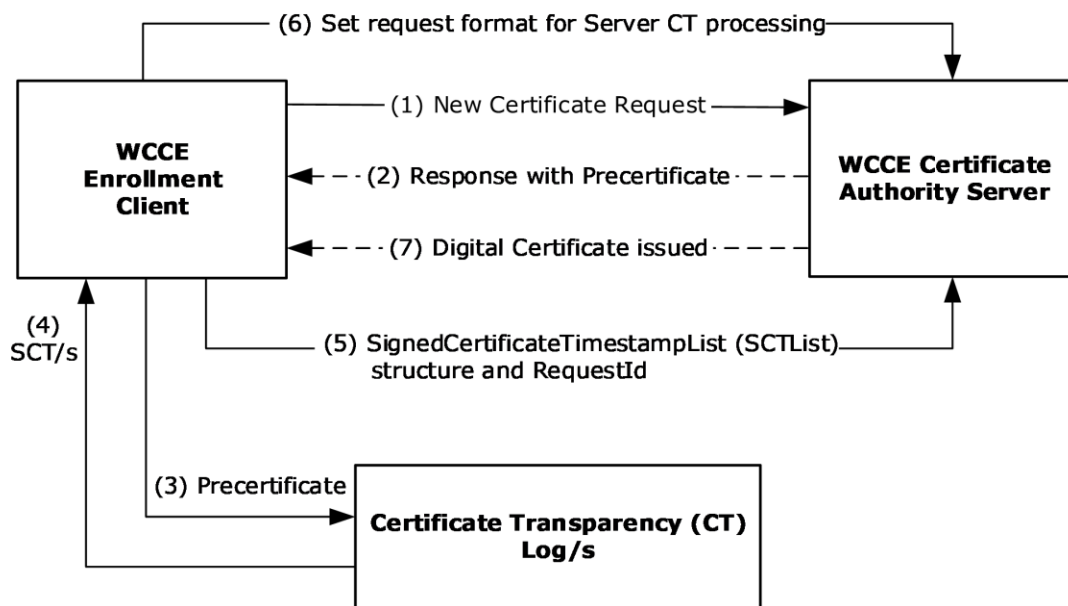 (6) Set request format for Server CT processing
(1) New Certificate Request
WCCE
Enrollment
Client
WCCE Certificate
Authority Server
(2) Response with Precertificate
(7) Digital Certificate issued
(4)
SCT/s
(5) SignedCertificateTimestampList (SCTList)
structure and RequestId
(3) Precertificate
Certificate Transparency (CT)
Log/s